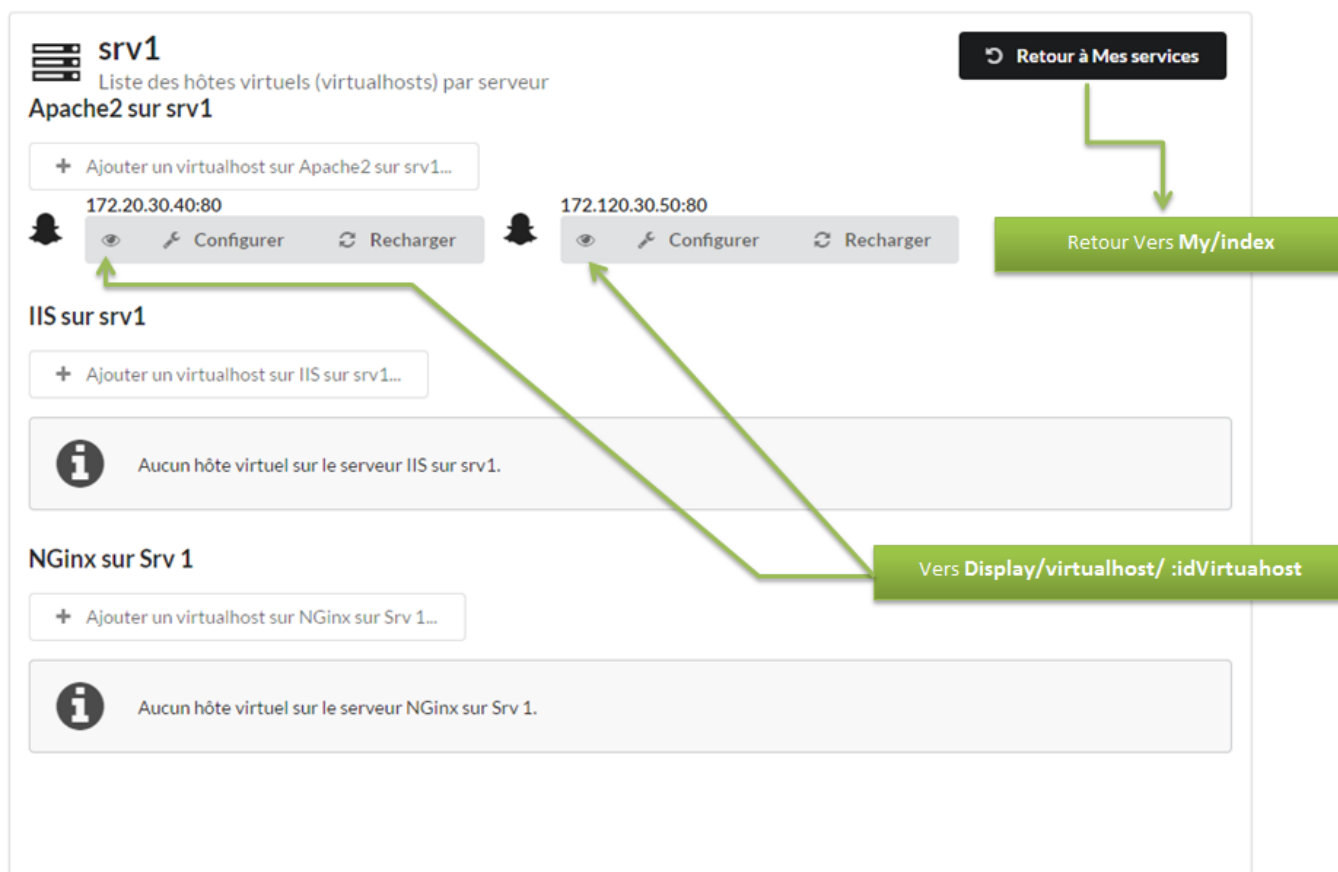 srv1
Retour à Mes services
Liste des hôtes virtuels (virtualhosts) par serveur
Apache2 sur srv1
+ Ajouter un virtualhost sur Apache2 sur srv1...
172.20.30.40:80
Configurer Recharger
172.120.30.50:80
Configurer Recharger
Retour Vers My/index
IIS sur srv1
+ Ajouter un virtualhost sur IIS sur srv1...
Aucun hôte virtuel sur le serveur IIS sur srv1.
NGinx sur Srv 1
Vers Display/virtualhost/ :idVirtuahost
+ Ajouter un virtualhost sur NGinx sur Srv 1...
Aucun hôte virtuel sur le serveur NGinx sur Srv 1.